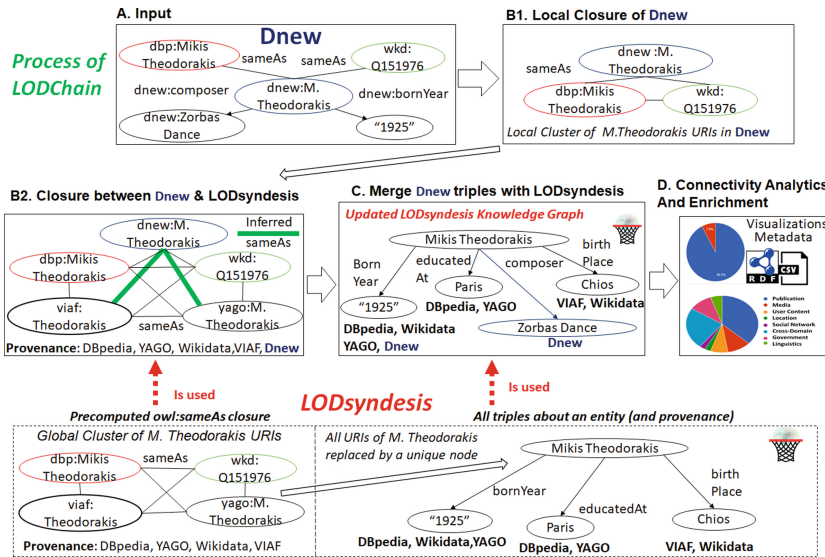 Process of
LODChain
A. Input
Dnew
dbp:Mikis
Theodorakis
sameAs
sameAs
wkd:
Q151976
dnew:composer
dnew:M.
Theodorakis
dnew:bornYear
dnew:Zorbas
Dance
“1925”
B1. Local Closure of Dnew
dnew :M.
Theodorakis
sameAs
dbp:Mikis
Theodorakis
wkd:
Q151976
Local Cluster of M.Theodorakis URIs in Dnew
B2. Closure between Dnew & LODsyndesis
dnew:M.
Theodorakis
Inferred
sameAs
dbp:Mikis
Theodorakis
wkd:
Q151976
viaf:
Theodorakis
sameAs
yago:M.
Theodorakis
Provenance: DBpedia, YAGO, Wikidata,VIAF, Dnew
C. Merge Dnew triples with LODsyndesis
Updated LODsyndesis Knowledge Graph
Mikis Theodorakis
Born
Year
educated
At
composer
birth
Place
“1925”
Paris
Chios
DBpedia, YAGO
VIAF, Wikidata
DBpedia, Wikidata
YAGO, Dnew
Zorbas Dance
Dnew
D. Connectivity Analytics
And Enrichment
Visualizations
Metadata
RDF
CSV
Publication
Media
User Content
Location
Social Network
Cross-Domain
Government
Linguistics
Is used
LODsyndesis
Is used
Precomputed owl:sameAs closure
All triples about an entity (and provenance)
Global Cluster of M. Theodorakis URIs
dbp:Mikis
Theodorakis
sameAs
wkd:
Q151976
viaf:
Theodorakis
yago:M.
Theodorakis
Provenance: DBpedia, YAGO, Wikidata, VIAF
All URIs of M. Theodorakis
replaced by a unique node
Mikis Theodorakis
bornYear
educatedAt
birth
Place
“1925”
Paris
Chios
DBpedia, Wikidata,YAGO
DBpedia, YAGO
VIAF, Wikidata